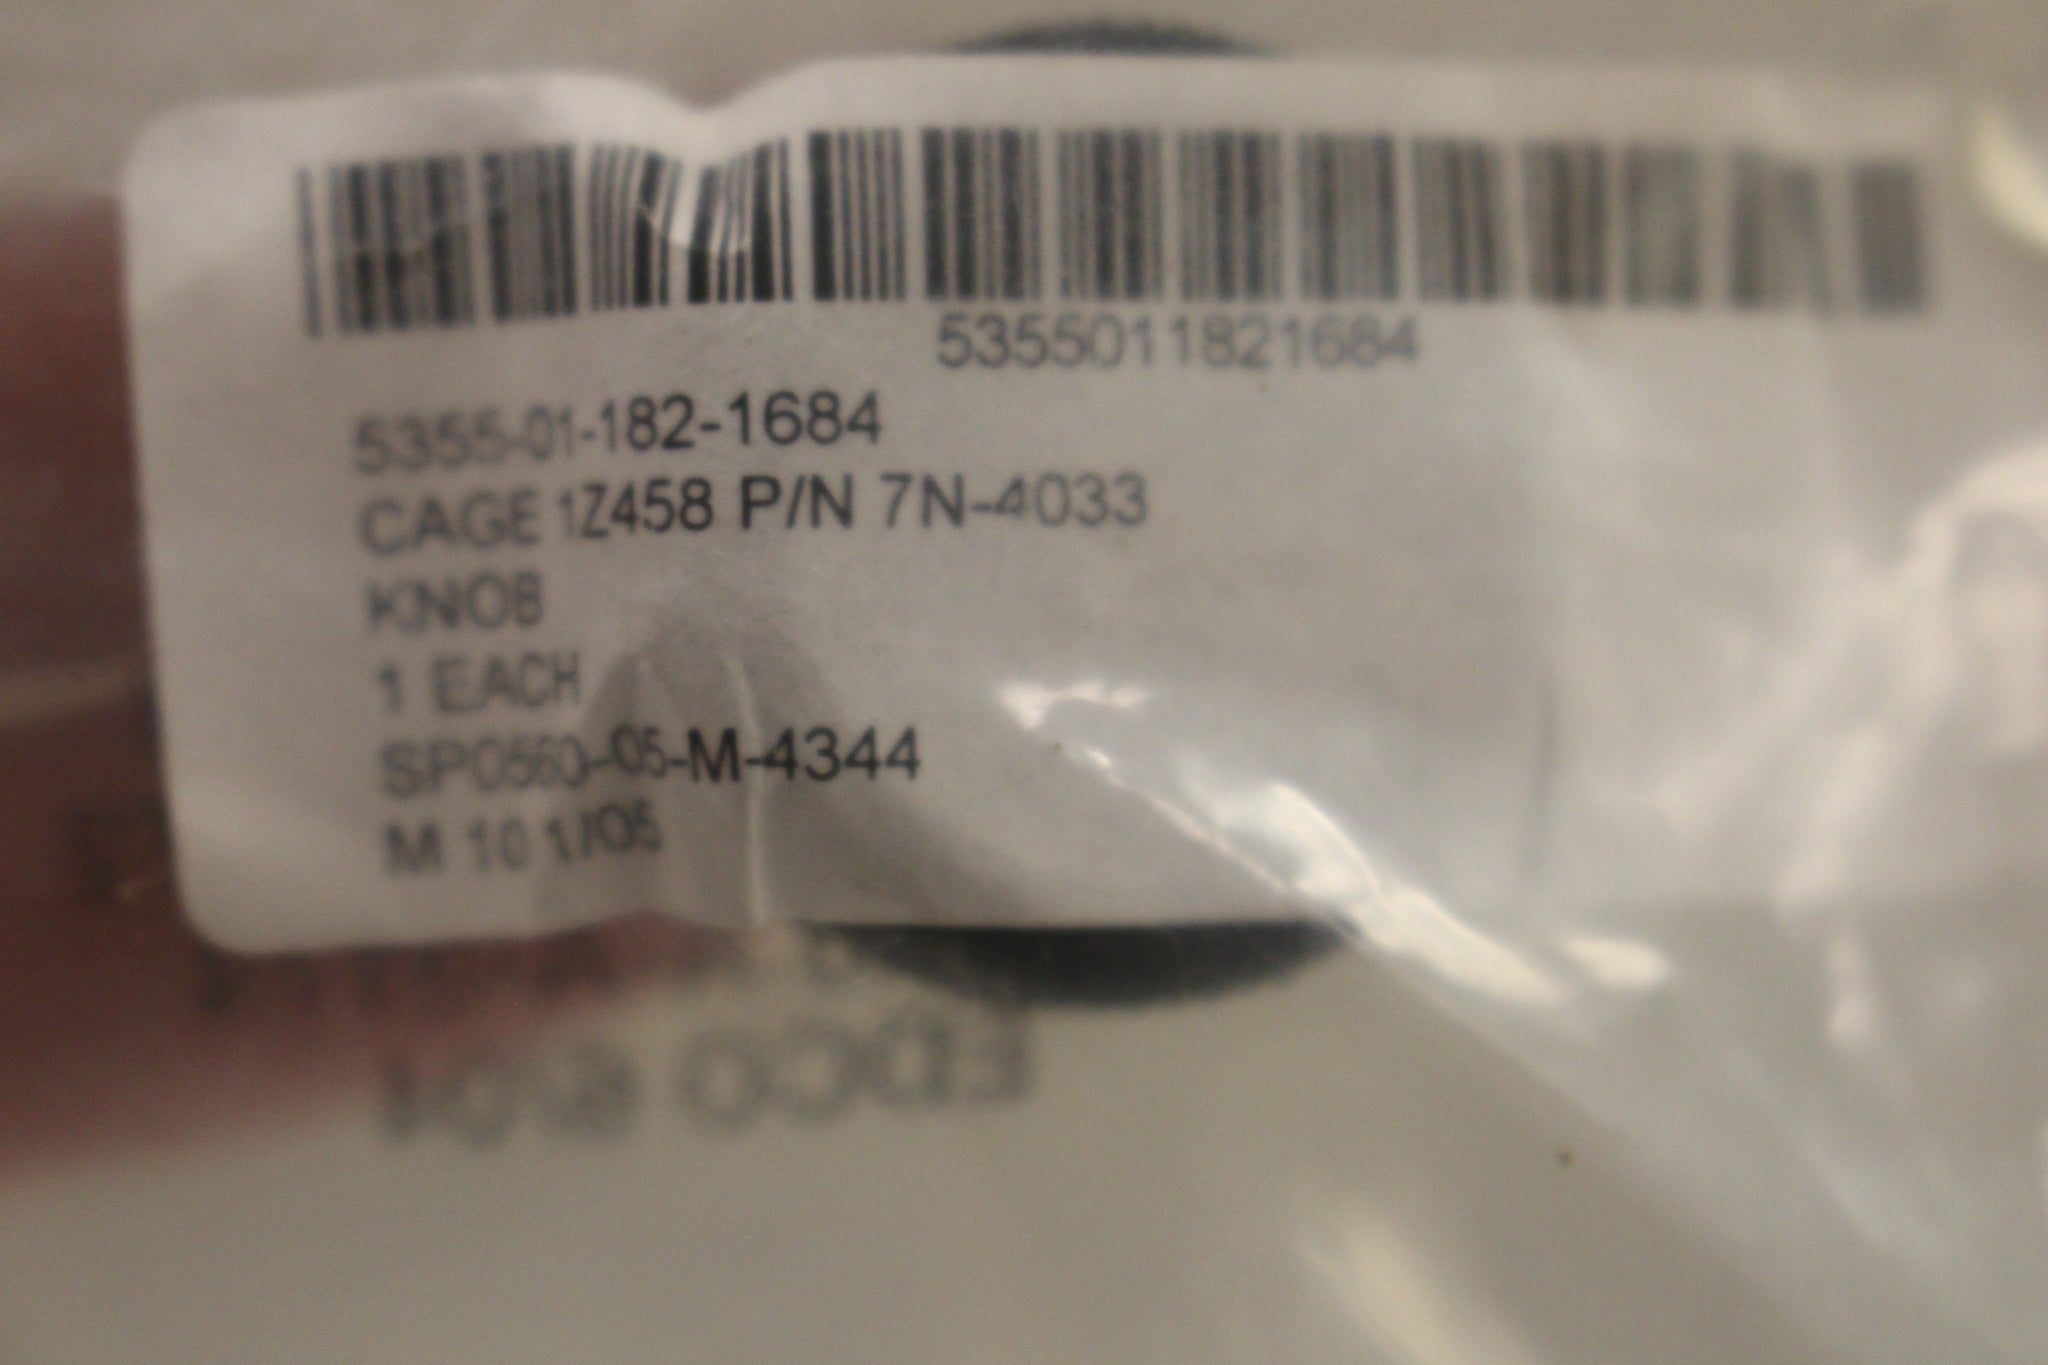 5355011821684
5355-01-182-1684
CAGE 1Z458 P/N 7N-4033
KNOB
1 EACH
SP0560-05-M-4344
M 10 1/05